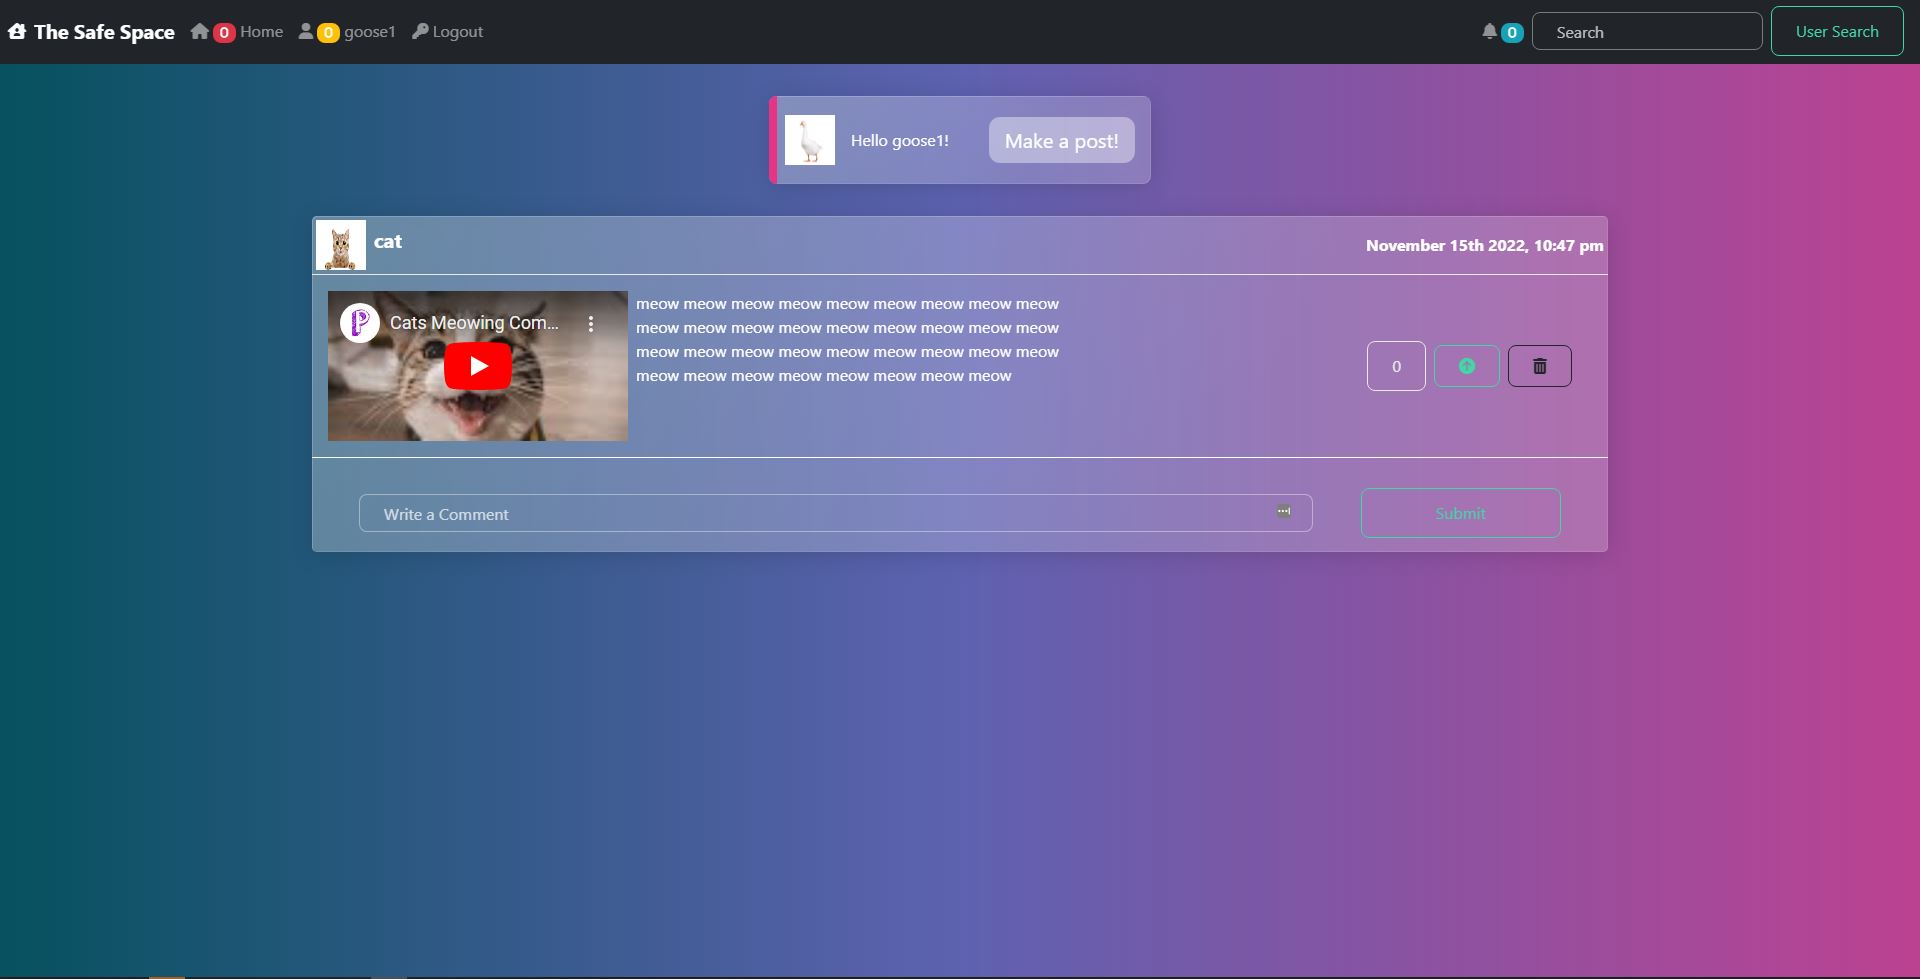 The Safe Space 0 Home 0 goose1 Logout 0 Search User Search
Hello goose1! Make a post!
cat November 15th 2022, 10:47 pm
P Cats Meowing Com...
meow meow meow meow meow meow meow meow meow
meow meow meow meow meow meow meow meow meow
meow meow meow meow meow meow meow meow meow
meow meow meow meow meow meow meow meow
0
Write a Comment Submit